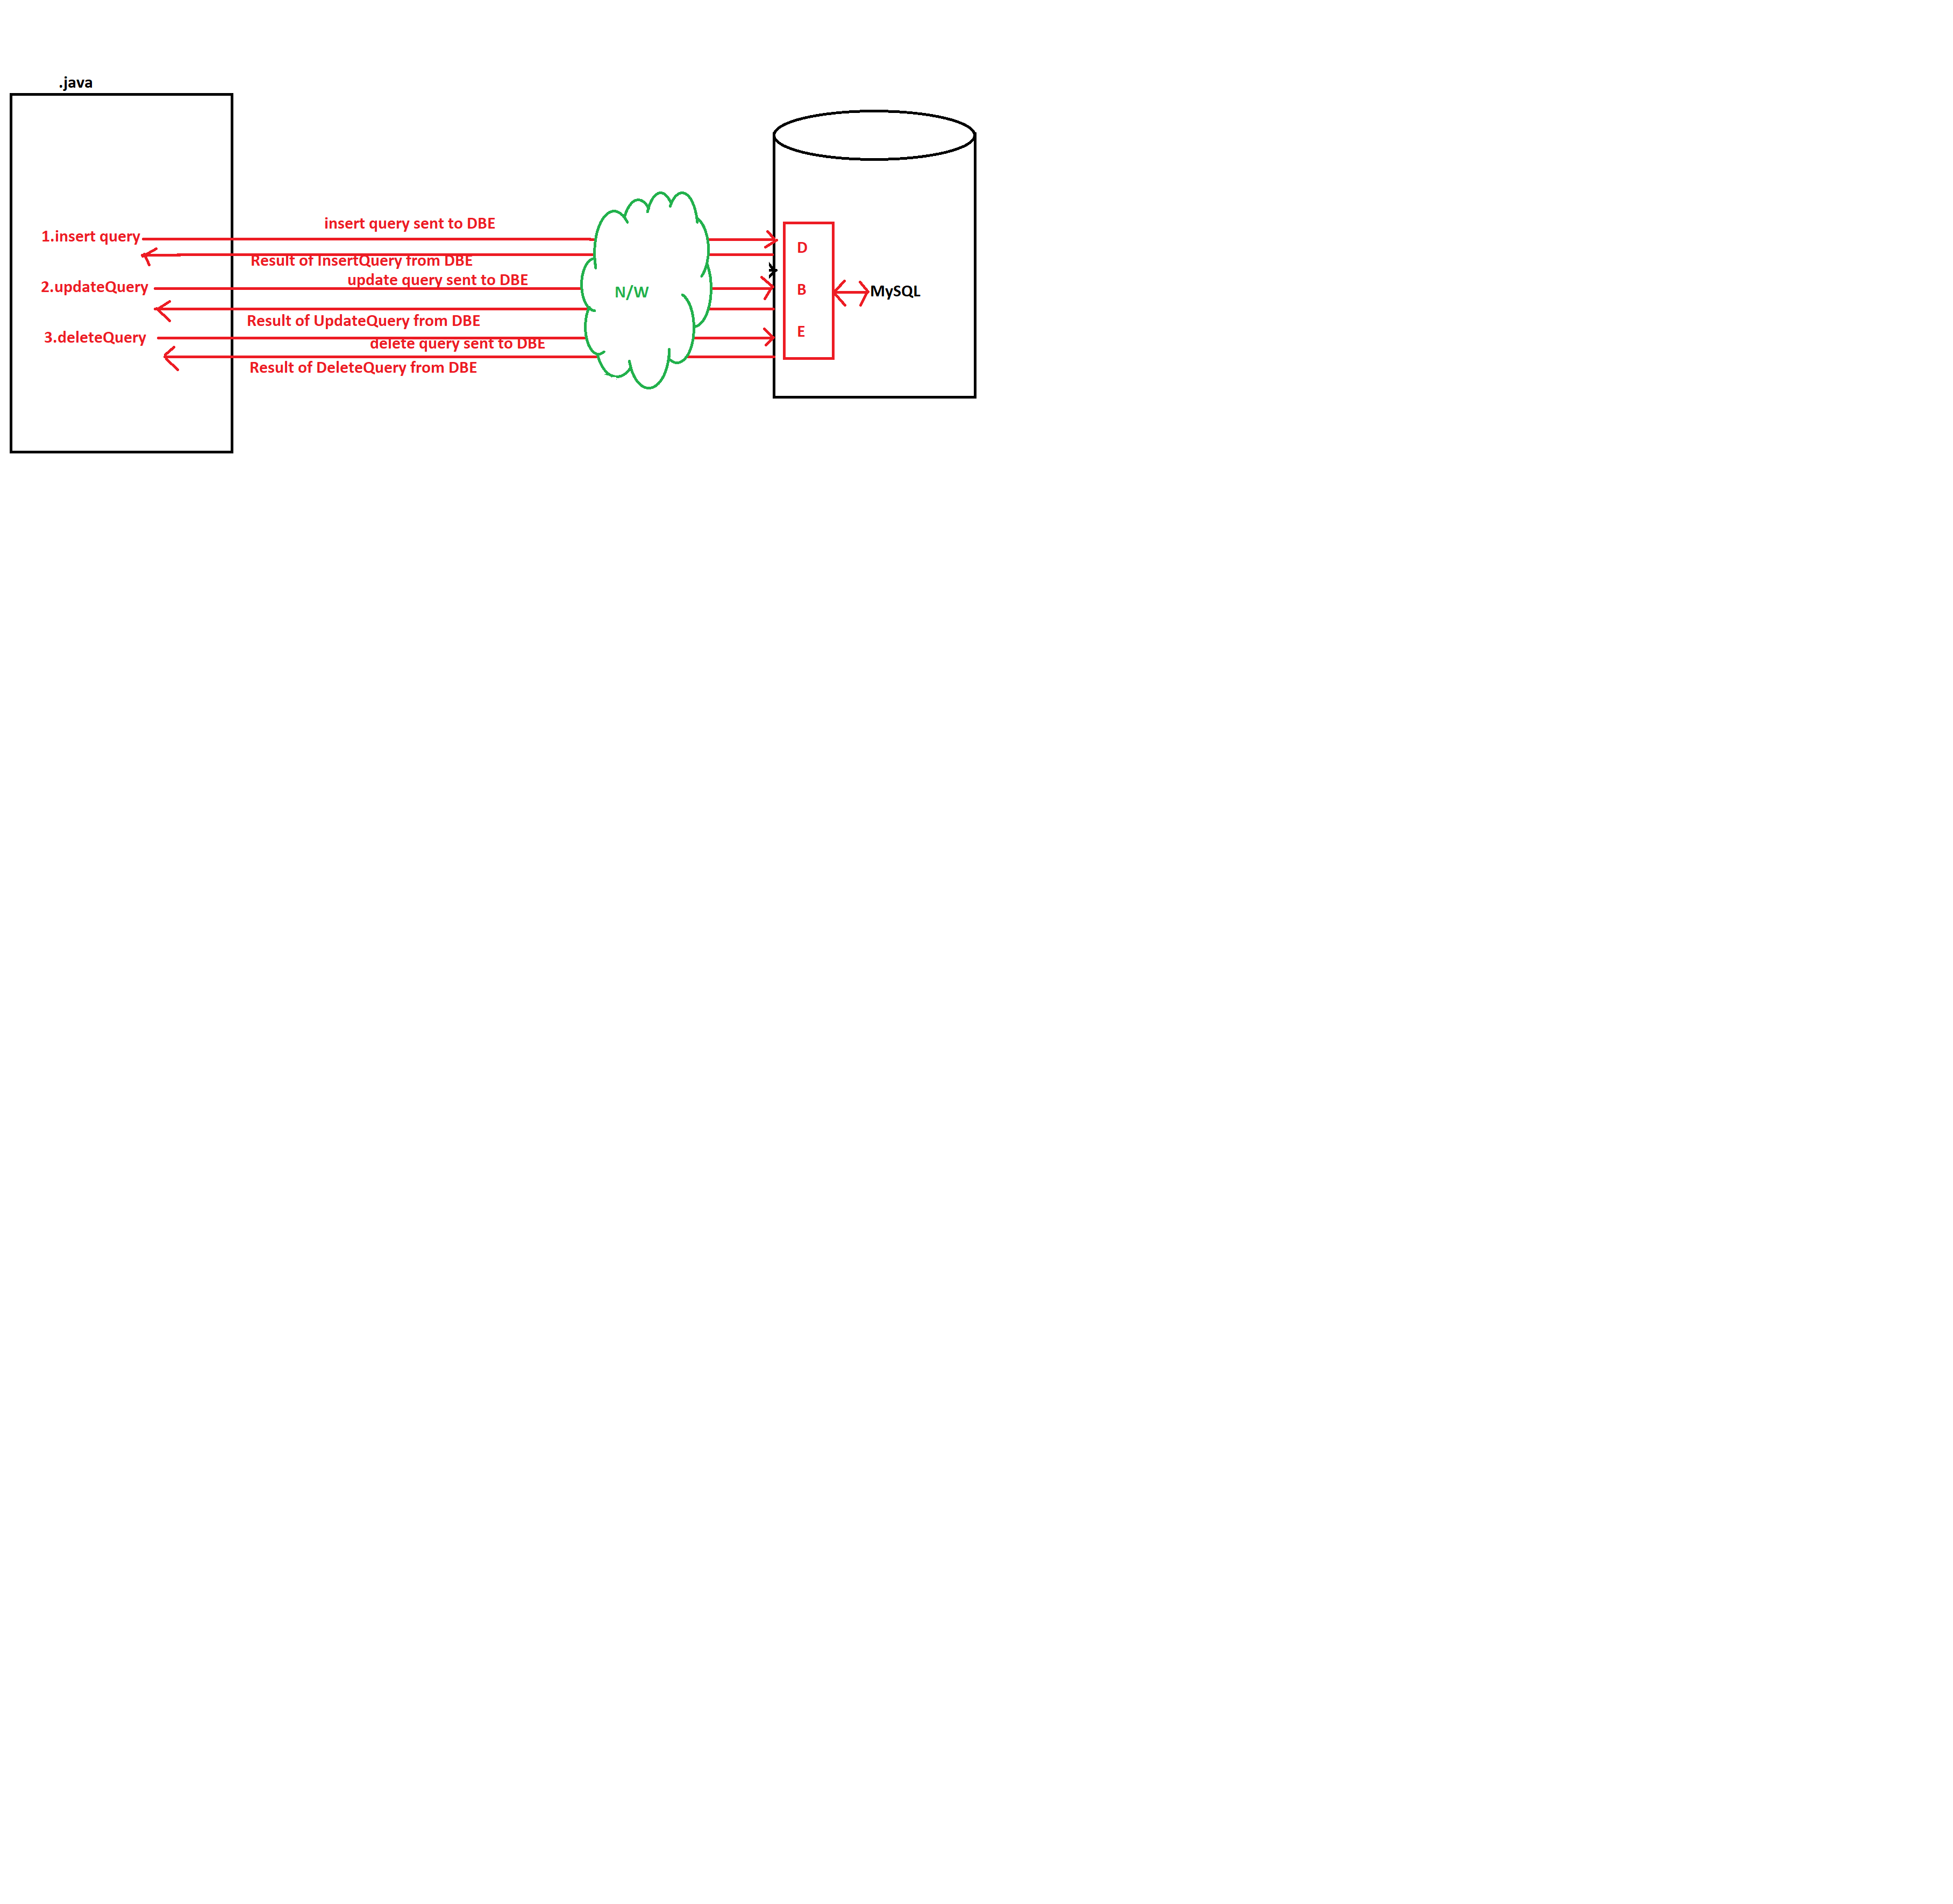 .java
insert query sent to DBE
1.insert query
D
Result of InsertQuery from DBE
update query sent to DBE
2.updateQuery
N/W
B
MySQL
Result of UpdateQuery from DBE
3.deleteQuery
E
delete query sent to DBE
Result of DeleteQuery from DBE